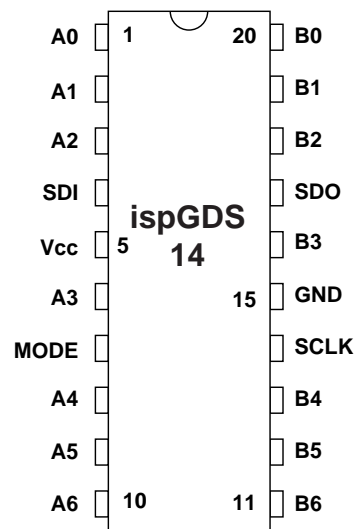 A0 1 20 B0
A1 B1
A2 B2
SDI SDO
ispGDS
Vcc 5 B3
14
A3 15 GND
MODE SCLK
A4 B4
A5 B5
A6 10 11 B6